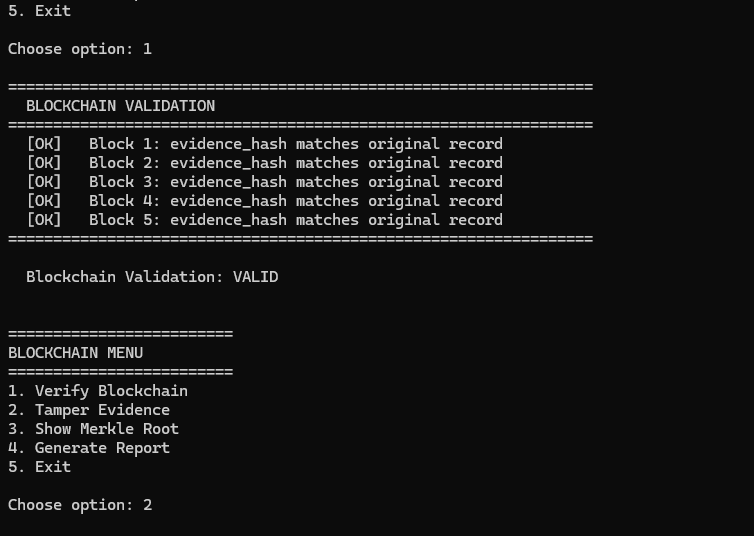 5. Exit
Choose option: 1
=================================================================
BLOCKCHAIN VALIDATION
=================================================================
[OK]   Block 1: evidence_hash matches original record
[OK]   Block 2: evidence_hash matches original record
[OK]   Block 3: evidence_hash matches original record
[OK]   Block 4: evidence_hash matches original record
[OK]   Block 5: evidence_hash matches original record
=================================================================
Blockchain Validation: VALID
=========================
BLOCKCHAIN MENU
=========================
1. Verify Blockchain
2. Tamper Evidence
3. Show Merkle Root
4. Generate Report
5. Exit
Choose option: 2